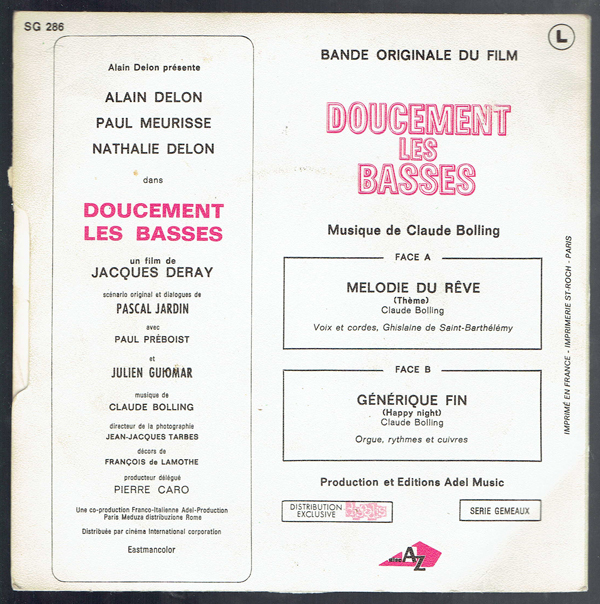 SG 286
Alain Delon présente
ALAIN DELON
PAUL MEURISSE
NATHALIE DELON
dans
DOUCEMENT
LES BASSES
un film de
JACQUES DERAY
scénario original et dialogues de
PASCAL JARDIN
avec
PAUL PRÉBOIST
et
JULIEN GUIOMAR
musique de
CLAUDE BOLLING
directeur de la photographie
JEAN-JACQUES TARBES
décors de
FRANÇOIS de LAMOTHE
producteur délégué
PIERRE CARO
Une co-production Franco-Italienne Adel-Production
Paris Meduza distribuzione Rome
Distribuée par cinéma International corporation
Eastmancolor
L
BANDE ORIGINALE DU FILM
DOUCEMENT
LES
BASSES
Musique de Claude Bolling
FACE A
MELODIE DU RÊVE
(Thème)
Claude Bolling
Voix et cordes, Ghislaine de Saint-Barthélémy
FACE B
GÉNÉRIQUE FIN
(Happy night)
Claude Bolling
Orgue, rythmes et cuivres
Production et Editions Adel Music
DISTRIBUTION
EXCLUSIVE
SERIE GEMEAUX
AZ
IMPRIMÉ EN FRANCE - IMPRIMERIE ST-ROCH - PARIS